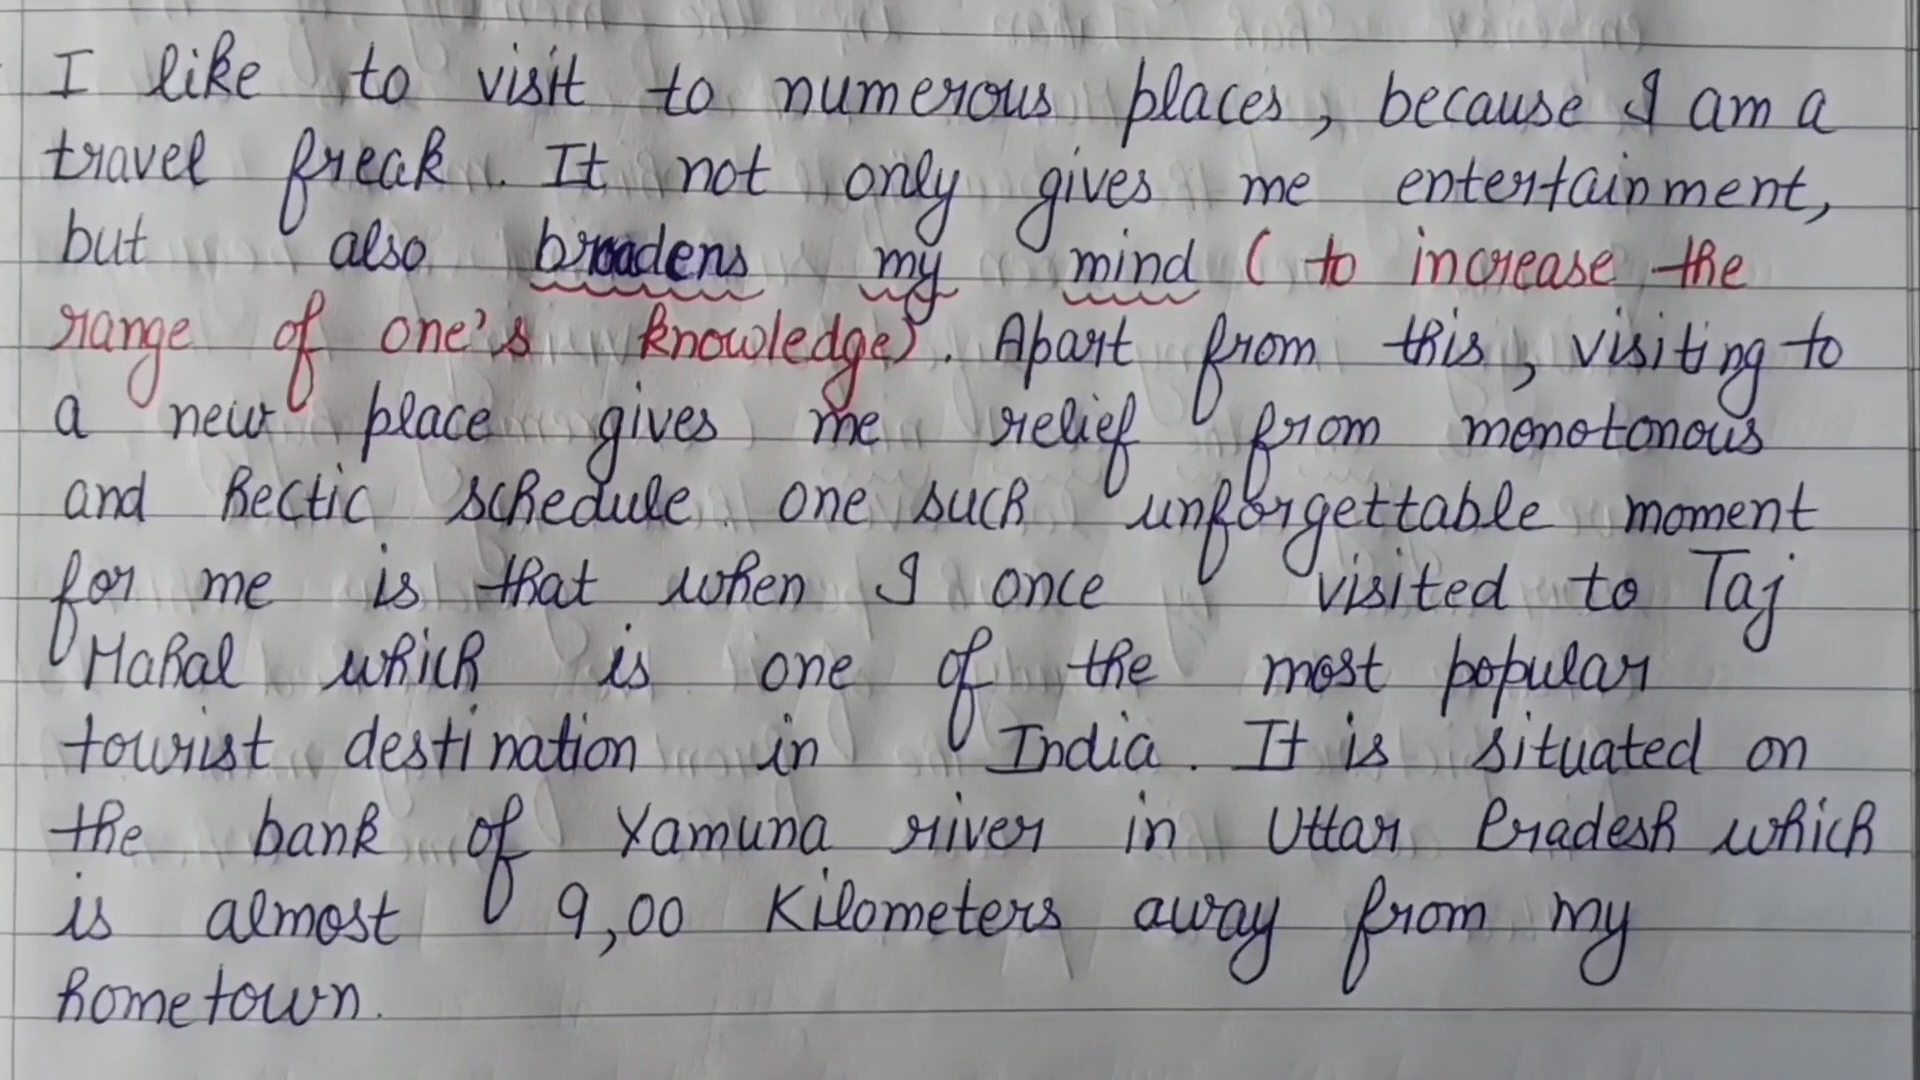 I like to visit to numerous places, because I am a
travel freak. It not only gives me entertainment,
but also broadens my mind ( to increase the
range of one's knowledge). Apart from this, visiting to
a new place gives me relief from monotonous
and hectic schedule. one such unforgettable moment
for me is that when I once visited to Taj
Mahal which is one of the most popular
tourist destination in India. It is situated on
the bank of Yamuna river in Uttar Pradesh which
is almost 9,00 Kilometers away from my
hometown.